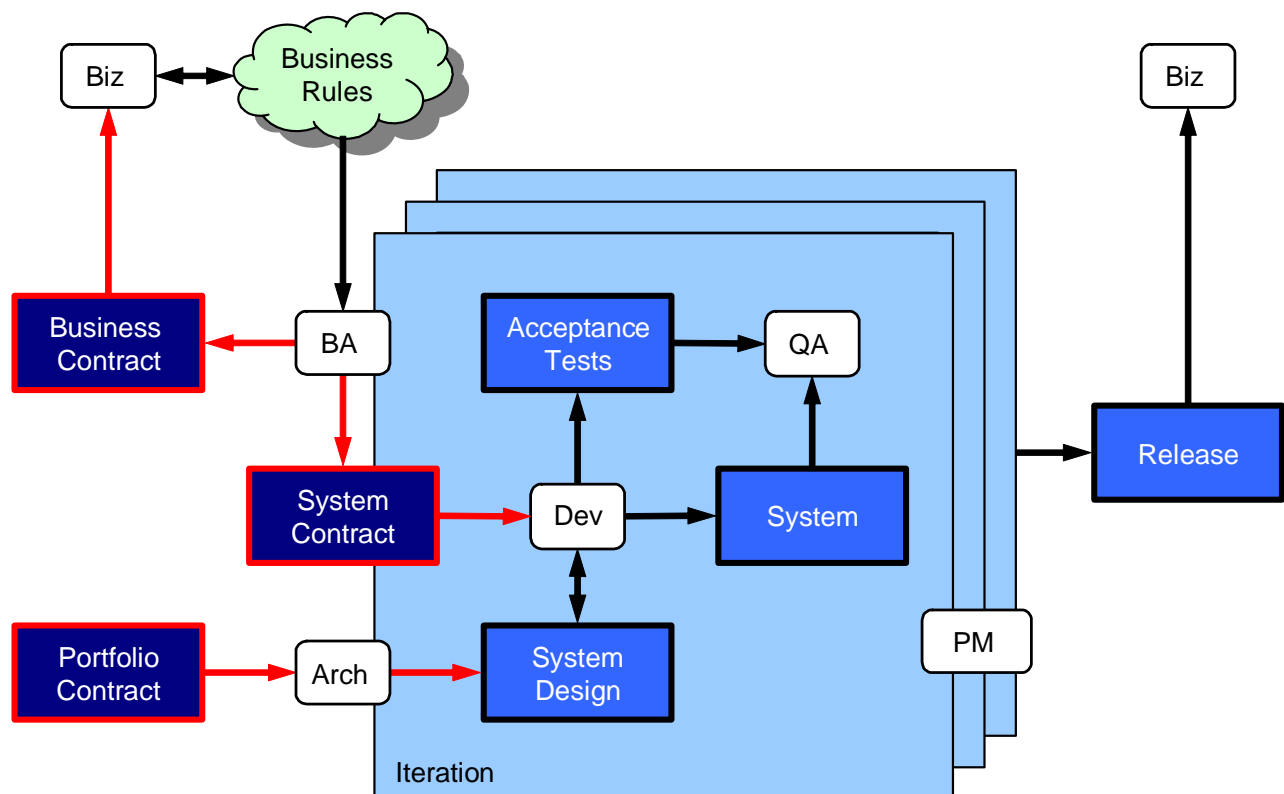 Business
Rules
Biz
Biz
Business
Contract
BA
Acceptance
Tests
QA
Release
System
Contract
Dev
System
Portfolio
Contract
Arch
System
Design
PM
Iteration